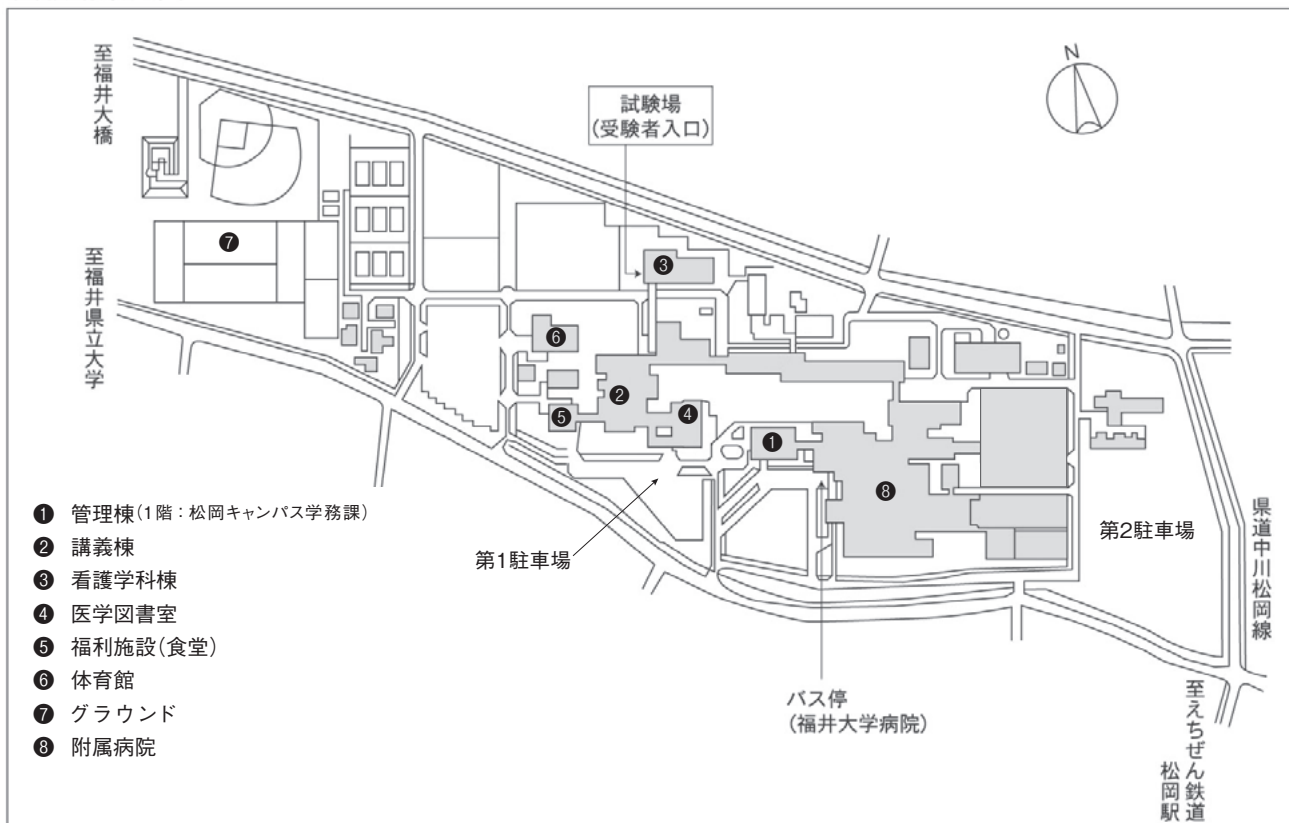 至福井大橋
至福井県立大学
試験場
(受験者入口)
N
❼
❸
❻
❷
❺
❹
❶
❽
第1駐車場
第2駐車場
バス停
(福井大学病院)
県道中川松岡線
至えちぜん鉄道
松岡駅
❶ 管理棟(1階：松岡キャンパス学務課)
❷ 講義棟
❸ 看護学科棟
❹ 医学図書室
❺ 福利施設(食堂)
❻ 体育館
❼ グラウンド
❽ 附属病院